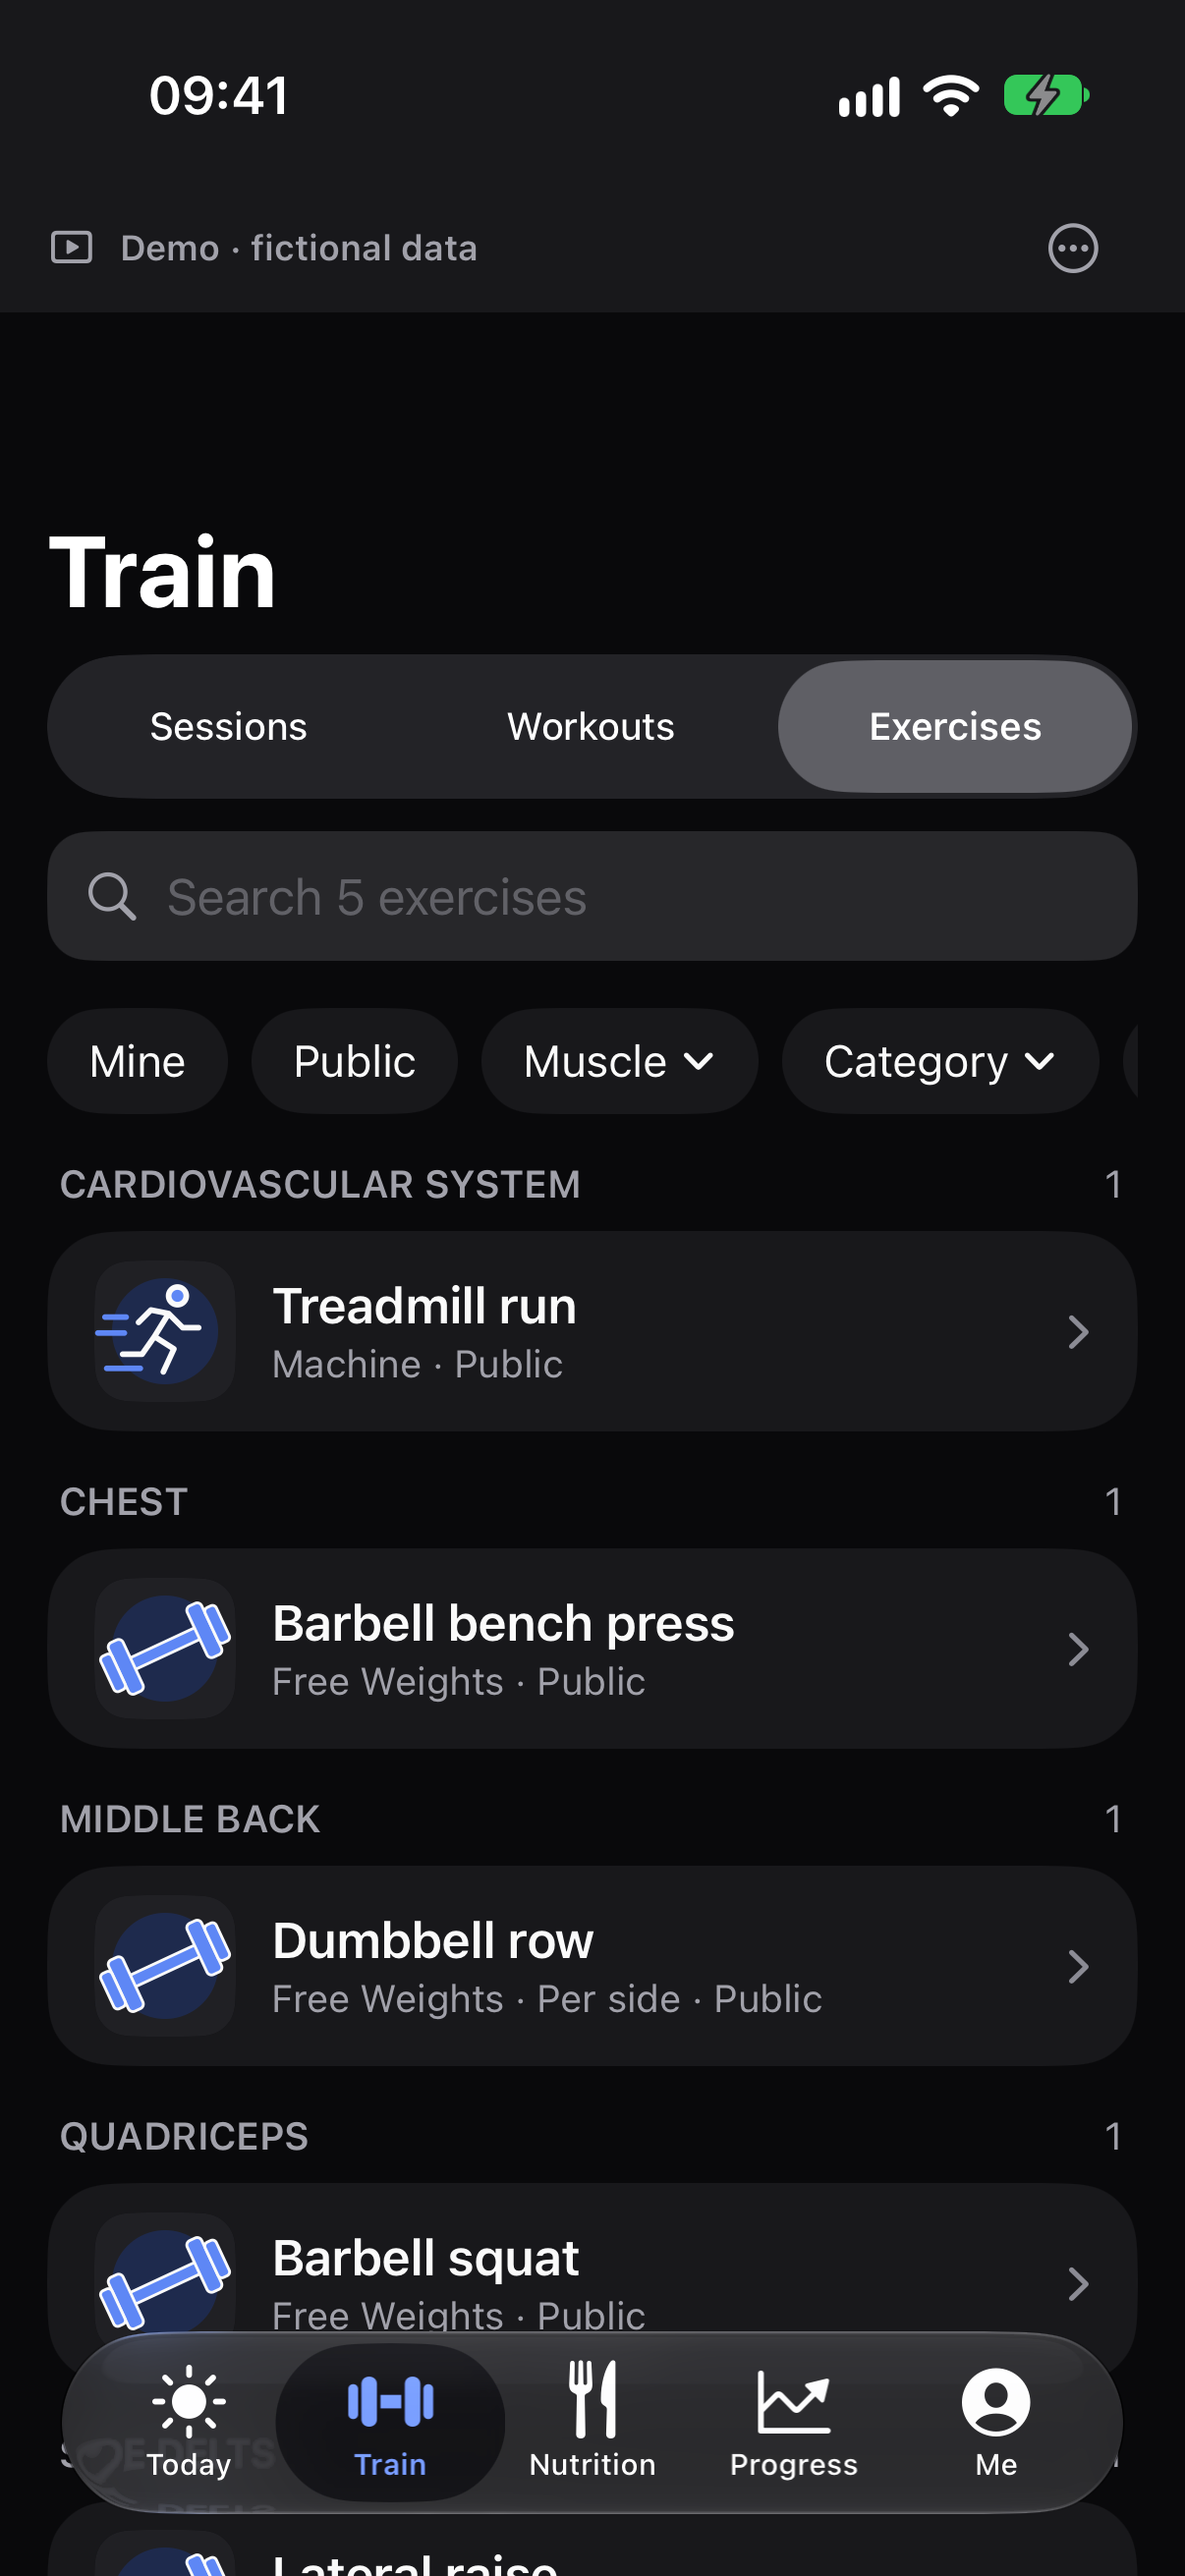 09:41
Demo · fictional data
Train
Sessions
Workouts
Exercises
Search 5 exercises
Mine
Public
Muscle
Category
CARDIOVASCULAR SYSTEM 1
Treadmill run
Machine · Public
CHEST 1
Barbell bench press
Free Weights · Public
MIDDLE BACK 1
Dumbbell row
Free Weights · Per side · Public
QUADRICEPS 1
Barbell squat
Free Weights · Public
Today
Train
Nutrition
Progress
Me
Lateral raise